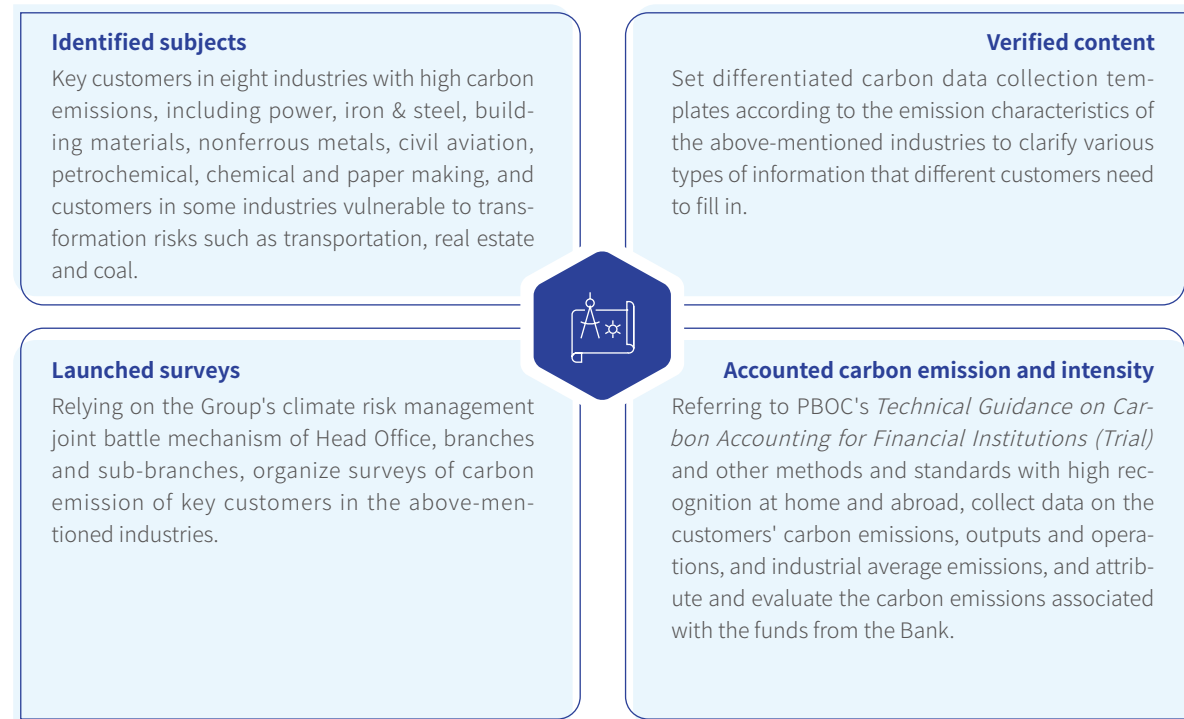 Identified subjects
Key customers in eight industries with high carbon
emissions, including power, iron & steel, build-
ing materials, nonferrous metals, civil aviation,
petrochemical, chemical and paper making, and
customers in some industries vulnerable to trans-
formation risks such as transportation, real estate
and coal.
Verified content
Set differentiated carbon data collection tem-
plates according to the emission characteristics of
the above-mentioned industries to clarify various
types of information that different customers need
to fill in.
Launched surveys
Relying on the Group's climate risk management
joint battle mechanism of Head Office, branches
and sub-branches, organize surveys of carbon
emission of key customers in the above-men-
tioned industries.
Accounted carbon emission and intensity
Referring to PBOC's Technical Guidance on Car-
bon Accounting for Financial Institutions (Trial)
and other methods and standards with high rec-
ognition at home and abroad, collect data on the
customers' carbon emissions, outputs and opera-
tions, and industrial average emissions, and attrib-
ute and evaluate the carbon emissions associated
with the funds from the Bank.